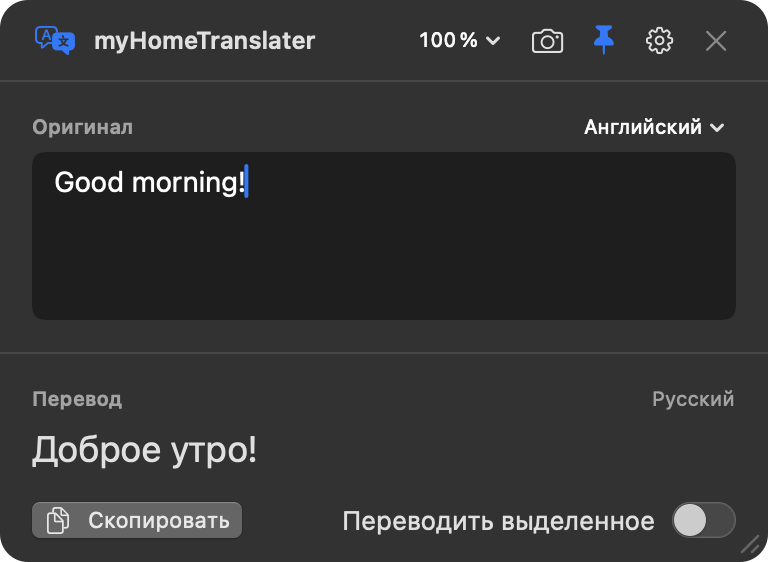 myHomeTranslater 100 %
Оригинал Английский
Good morning!
Перевод Русский
Доброе утро!
Скопировать Переводить выделенное